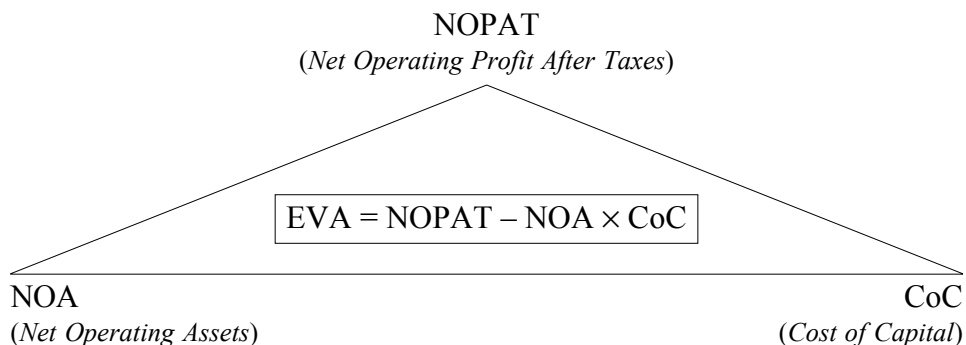 NOPAT
(Net Operating Profit After Taxes)
EVA = NOPAT – NOA × CoC
NOA
(Net Operating Assets)
CoC
(Cost of Capital)